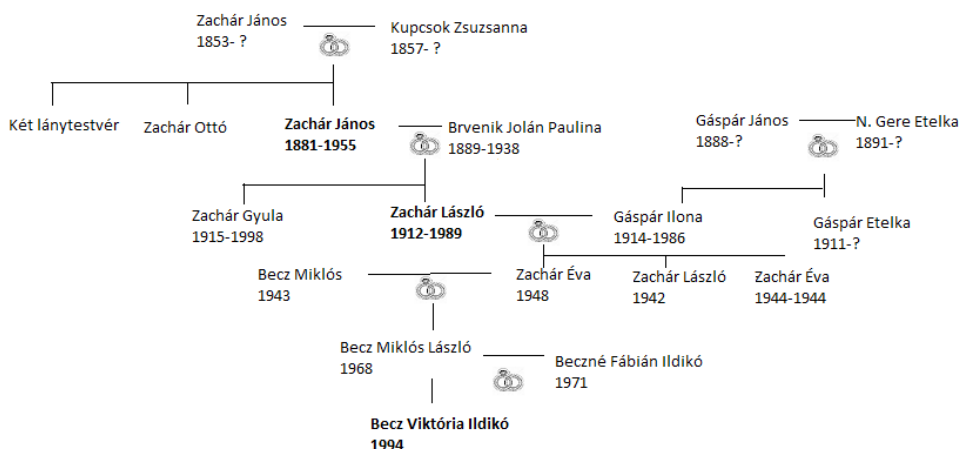 Zachár János
1853- ?
Kupcsok Zsuzsanna
1857- ?
Két lánytestvér
Zachár Ottó
Zachár János
1881-1955
Brvenik Jolán Paulina
1889-1938
Gáspár János
1888-?
N. Gere Etelka
1891-?
Zachár Gyula
1915-1998
Zachár László
1912-1989
Gáspár Ilona
1914-1986
Gáspár Etelka
1911-?
Becz Miklós
1943
Zachár Éva
1948
Zachár László
1942
Zachár Éva
1944-1944
Becz Miklós László
1968
Beczné Fábián Ildikó
1971
Becz Viktória Ildikó
1994